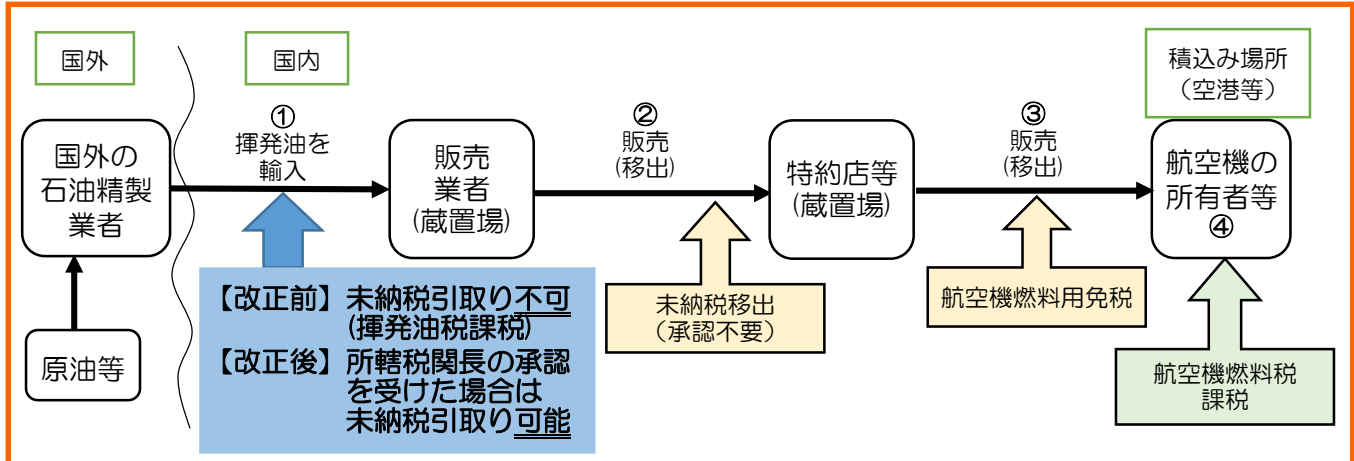 国外
国内
積込み場所
（空港等）
国外の
石油精製
業者
①
揮発油を
輸入
販売
業者
(蔵置場)
②
販売
(移出)
特約店等
(蔵置場)
③
販売
(移出)
航空機の
所有者等
④
原油等
【改正前】未納税引取り不可
(揮発油税課税)
【改正後】所轄税関長の承認
を受けた場合は
未納税引取り可能
未納税移出
（承認不要）
航空機燃料用免税
航空機燃料税
課税